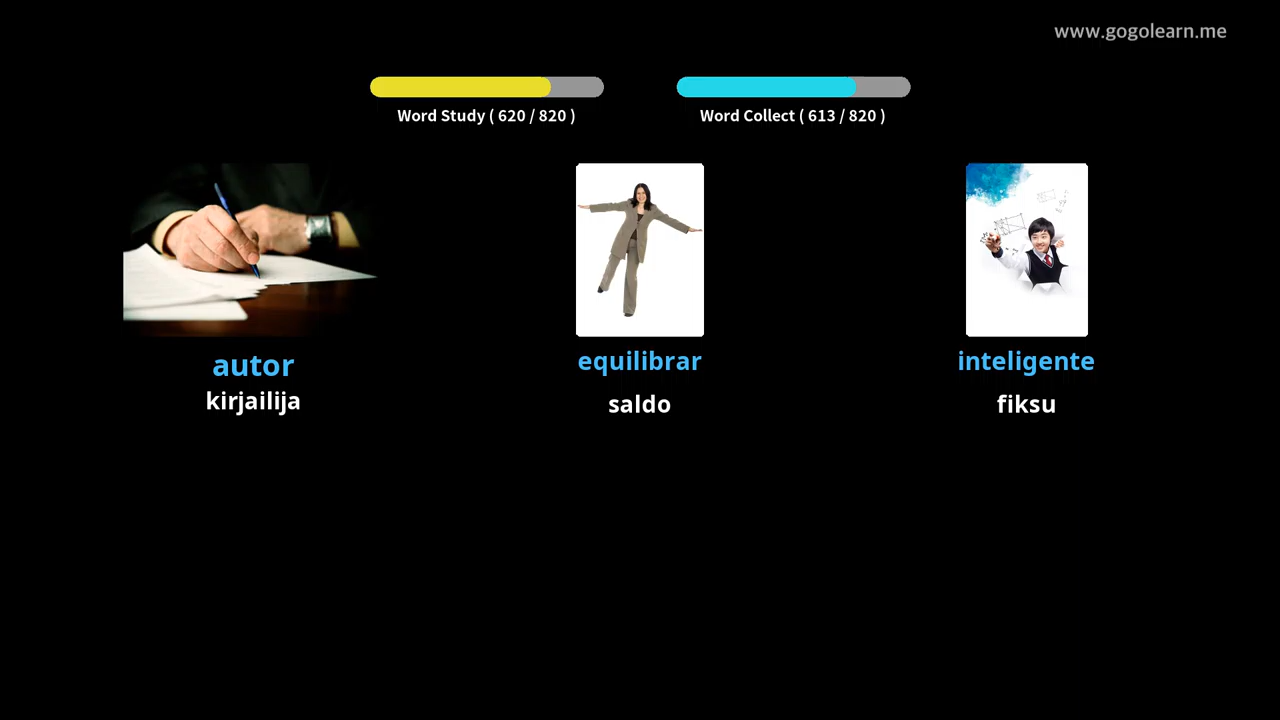 www.gogolearn.me
Word Study ( 620 / 820 )
Word Collect ( 613 / 820 )
autor
kirjailija
equilibrar
saldo
inteligente
fiksu